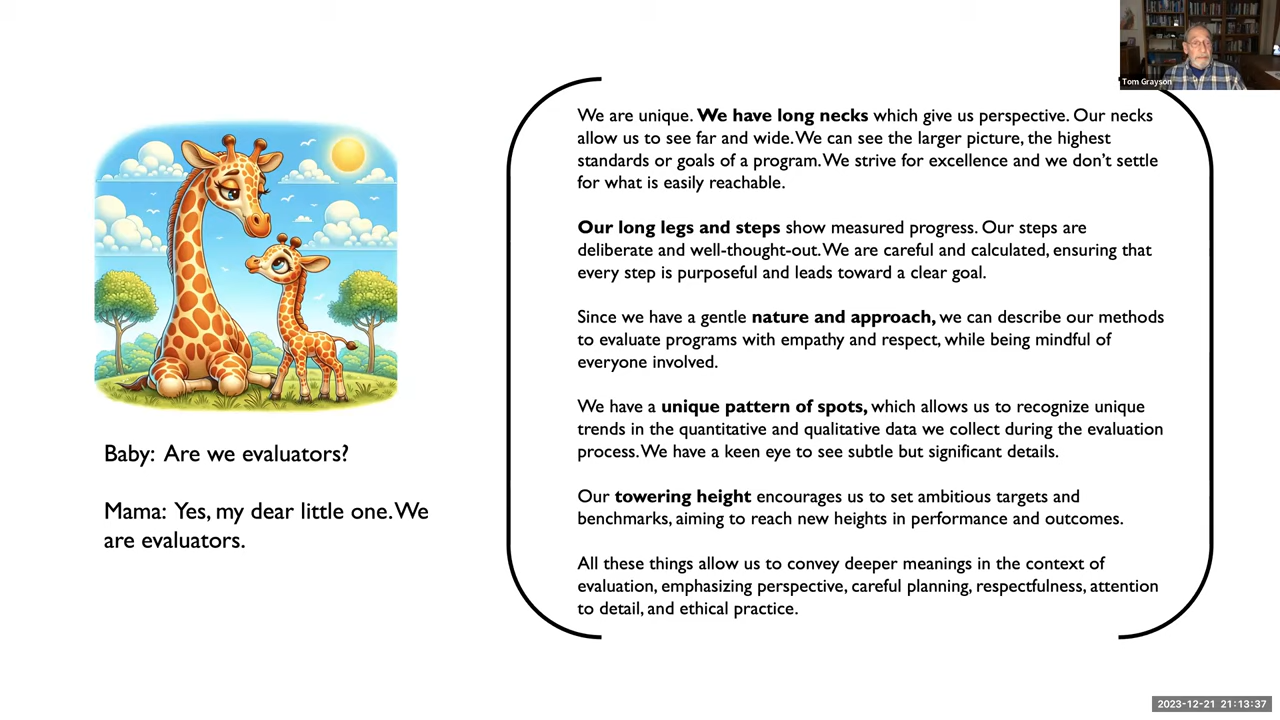 Tom Grayson
We are unique. We have long necks which give us perspective. Our necks
allow us to see far and wide. We can see the larger picture, the highest
standards or goals of a program. We strive for excellence and we don't settle
for what is easily reachable.
Our long legs and steps show measured progress. Our steps are
deliberate and well-thought-out. We are careful and calculated, ensuring that
every step is purposeful and leads toward a clear goal.
Since we have a gentle nature and approach, we can describe our methods
to evaluate programs with empathy and respect, while being mindful of
everyone involved.
We have a unique pattern of spots, which allows us to recognize unique
trends in the quantitative and qualitative data we collect during the evaluation
process. We have a keen eye to see subtle but significant details.
Our towering height encourages us to set ambitious targets and
benchmarks, aiming to reach new heights in performance and outcomes.
All these things allow us to convey deeper meanings in the context of
evaluation, emphasizing perspective, careful planning, respectfulness, attention
to detail, and ethical practice.
Baby: Are we evaluators?
Mama: Yes, my dear little one. We
are evaluators.
2023-12-21 21:13:37